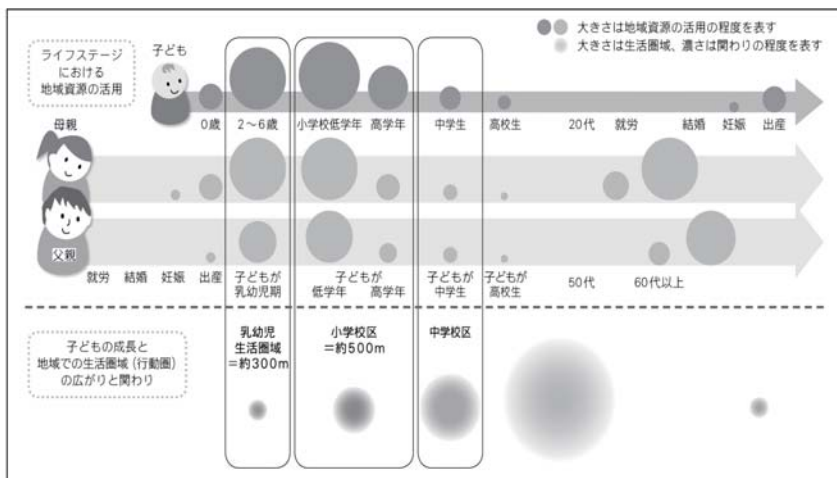 大きさは地域資源の活用の程度を表す
大きさは生活圏域、濃さは関わりの程度を表す
ライフステージ
における
地域資源の活用
子ども
0歳 2〜6歳 小学校低学年 高学年 中学生 高校生 20代 就労 結婚 妊娠 出産
母親
父親
就労 結婚 妊娠 出産 子どもが 子どもが 子どもが 子どもが 50代 60代以上
乳幼児期 低学年 高学年 中学生 高校生
子どもの成長と
地域での生活圏域(行動圏)
の広がりと関わり
乳幼児
生活圏域
=約300m
小学校区
=約500m
中学校区